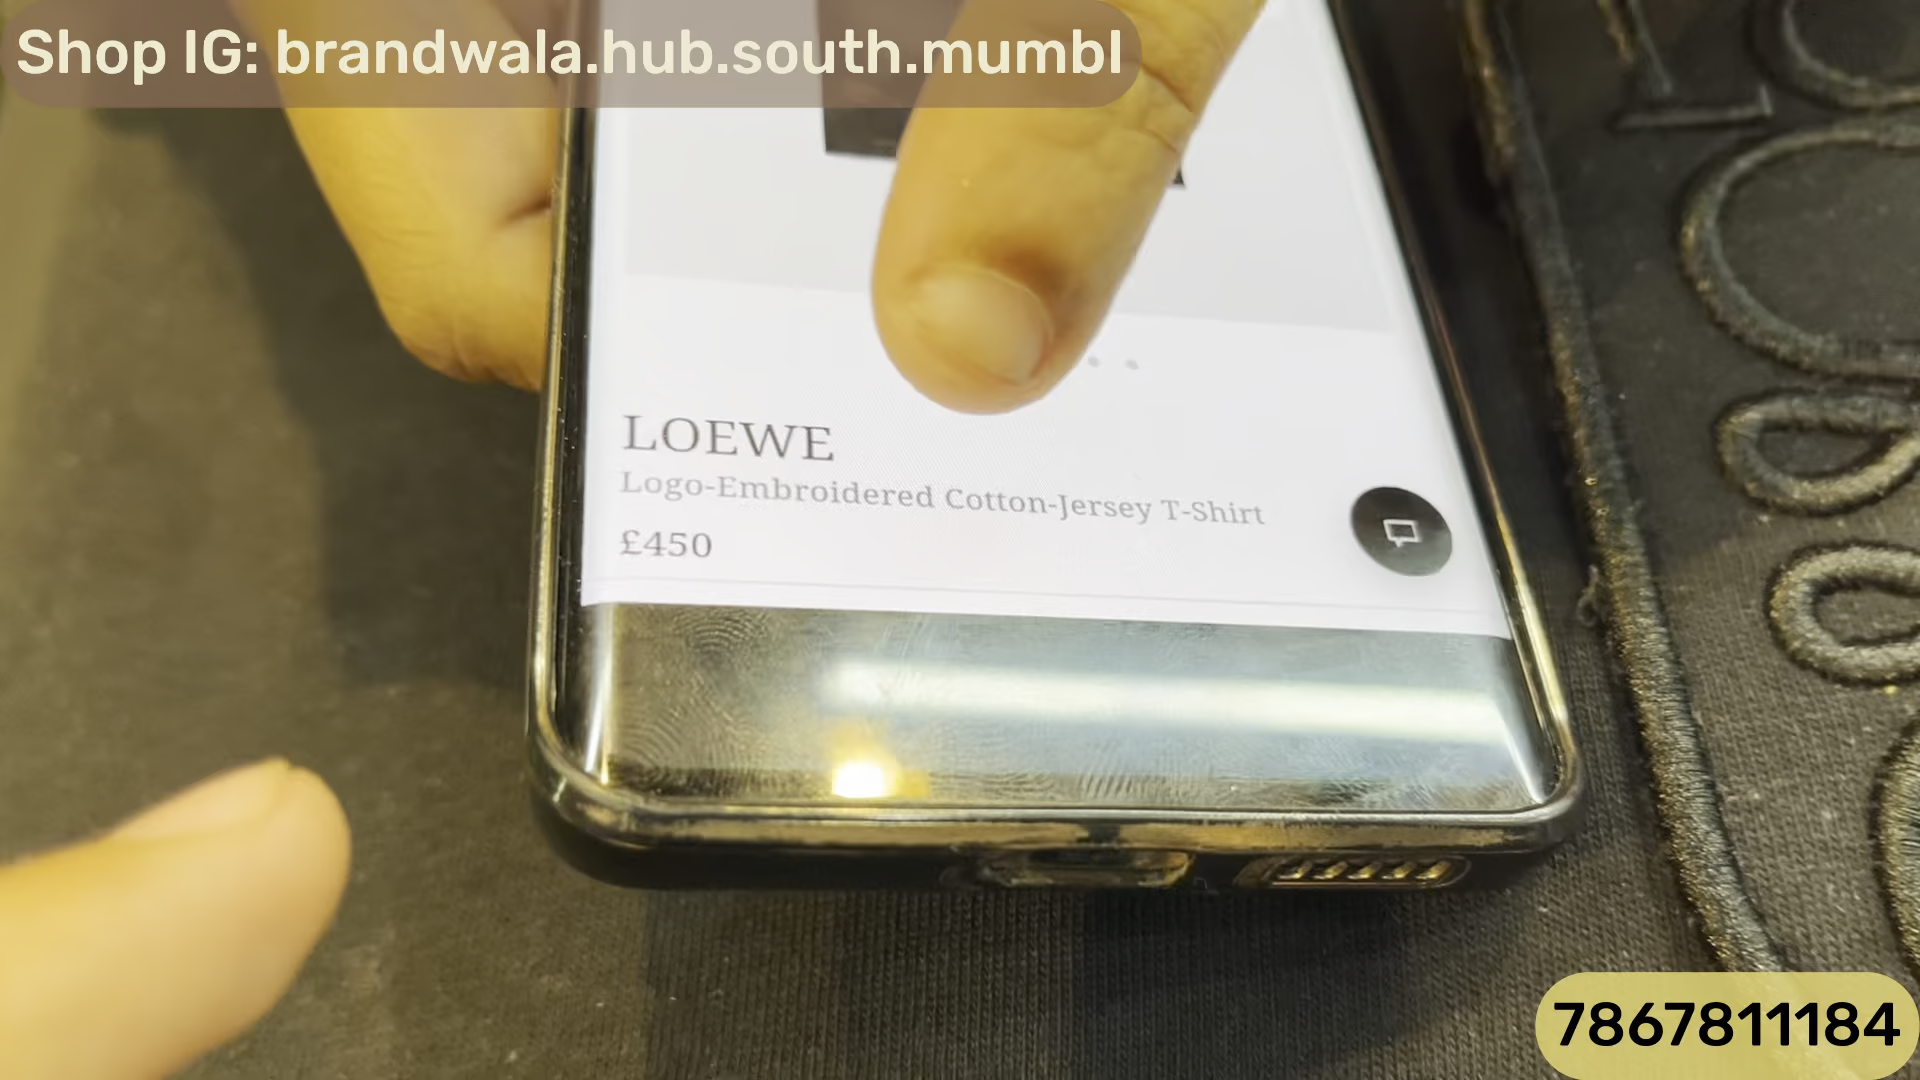 Shop IG: brandwala.hub.south.mumbl
LOEWE
Logo-Embroidered Cotton-Jersey T-Shirt
£450
7867811184